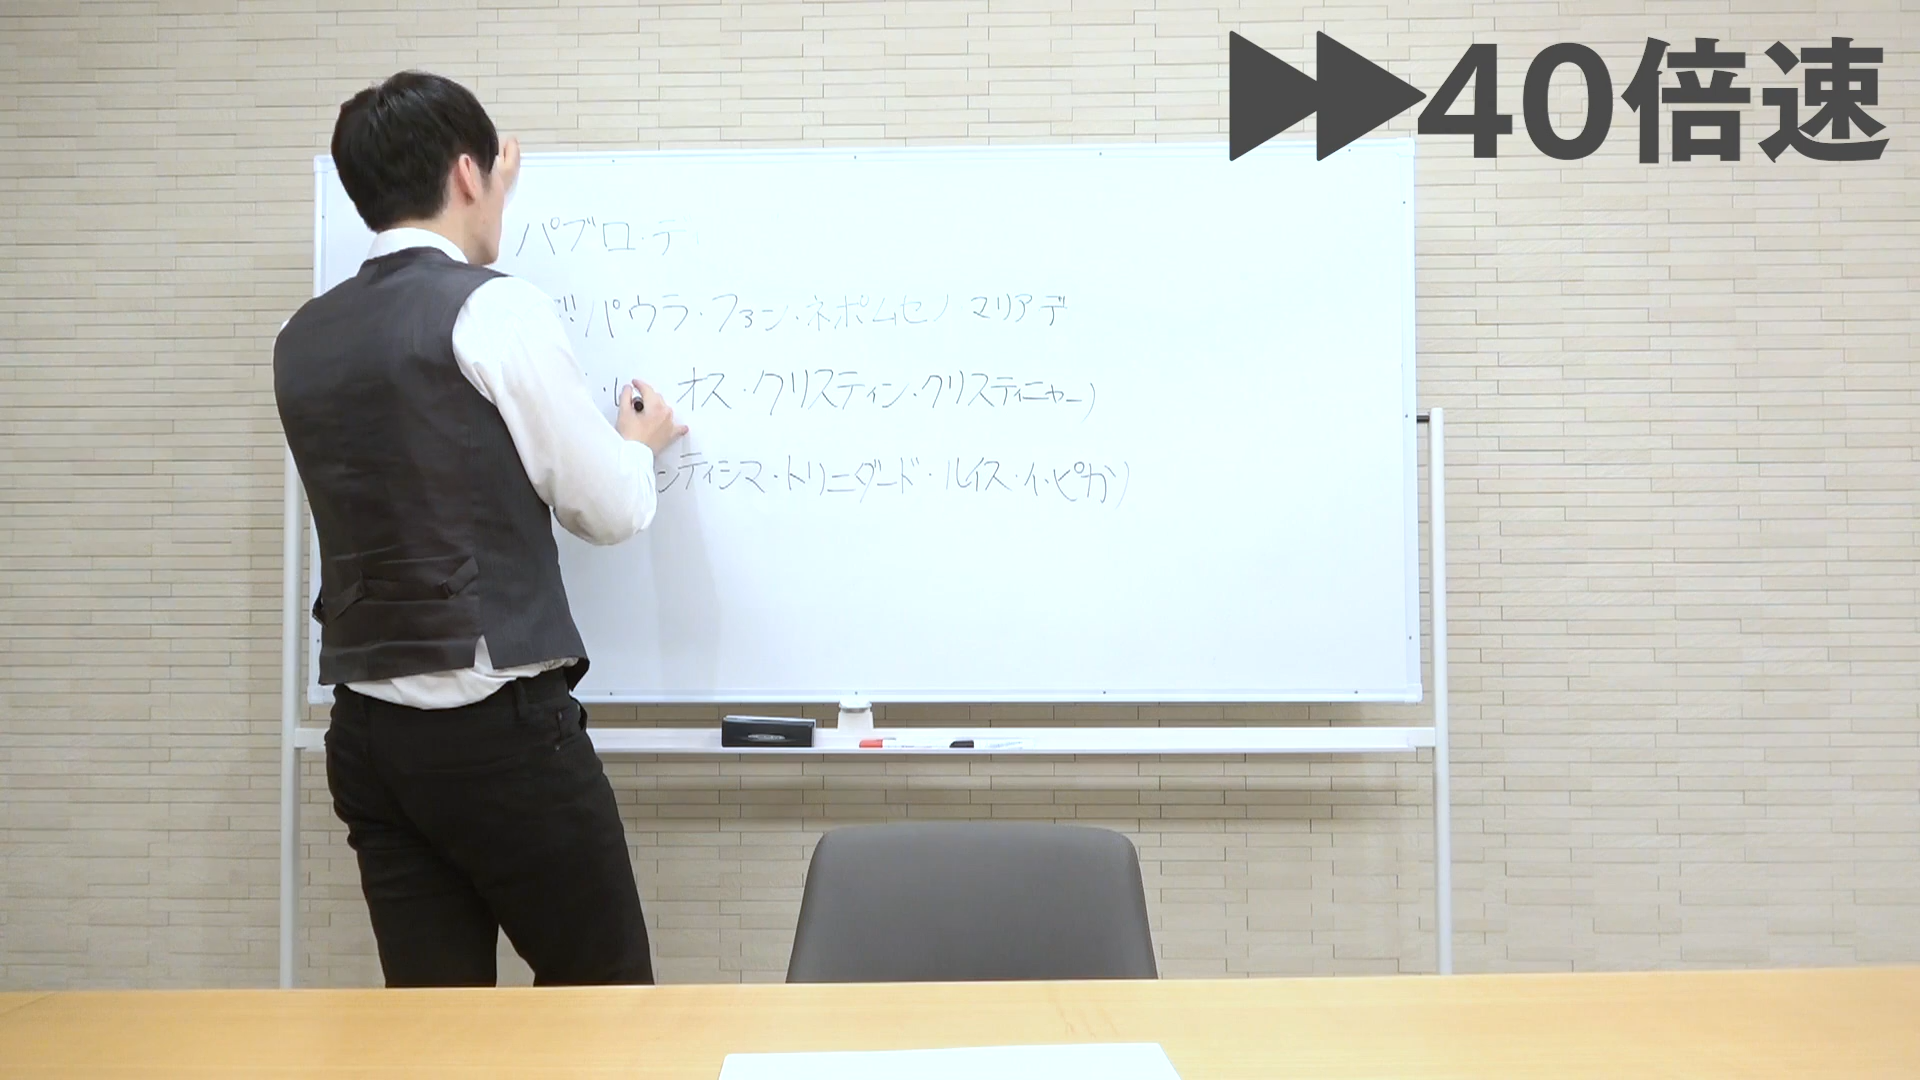 ▶▶40倍速
パブロ・デ
パウラ・ファン・ネポムセノ マリア デ
オス・クリスティン・クリスティニャー)
ンティシマ・トリニダード・ルイス・イ・ピカ)